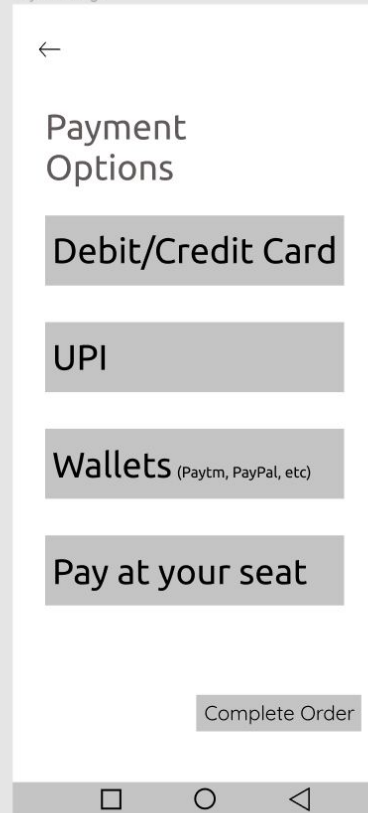 Payment
Options
Debit/Credit Card
UPI
Wallets (Paytm, PayPal, etc)
Pay at your seat
Complete Order